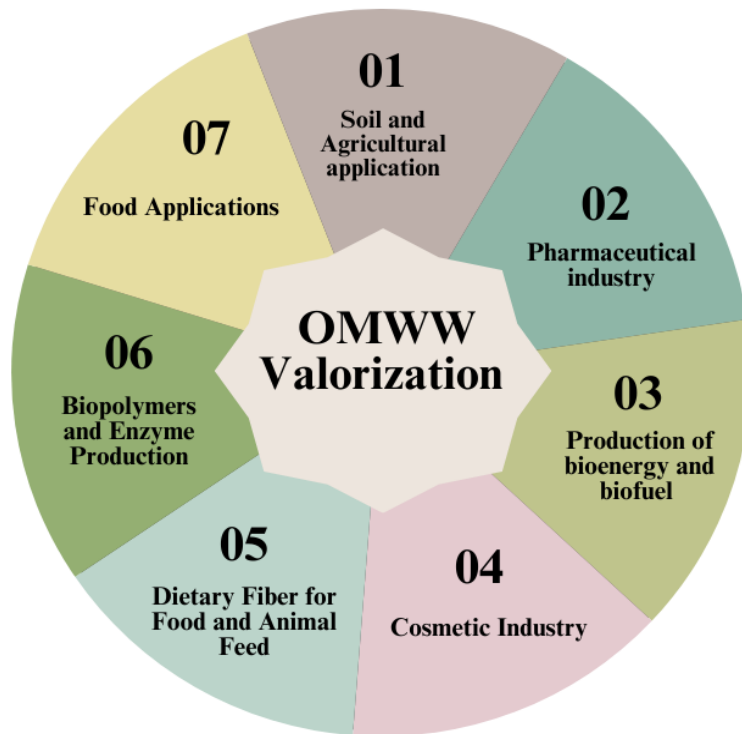 OMWW
Valorization
01
Soil and
Agricultural
application
02
Pharmaceutical
industry
03
Production of
bioenergy and
biofuel
04
Cosmetic Industry
05
Dietary Fiber for
Food and Animal
Feed
06
Biopolymers
and Enzyme
Production
07
Food Applications